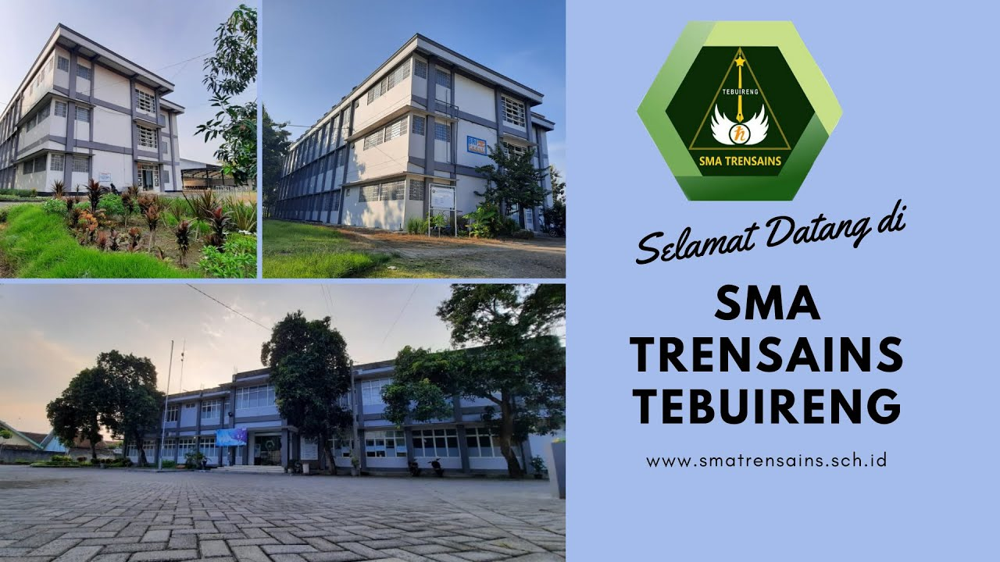 TEBUIRENG
ℏ
SMA TRENSAINS
Selamat Datang di
SMA
TRENSAINS
TEBUIRENG
www.smatrensains.sch.id